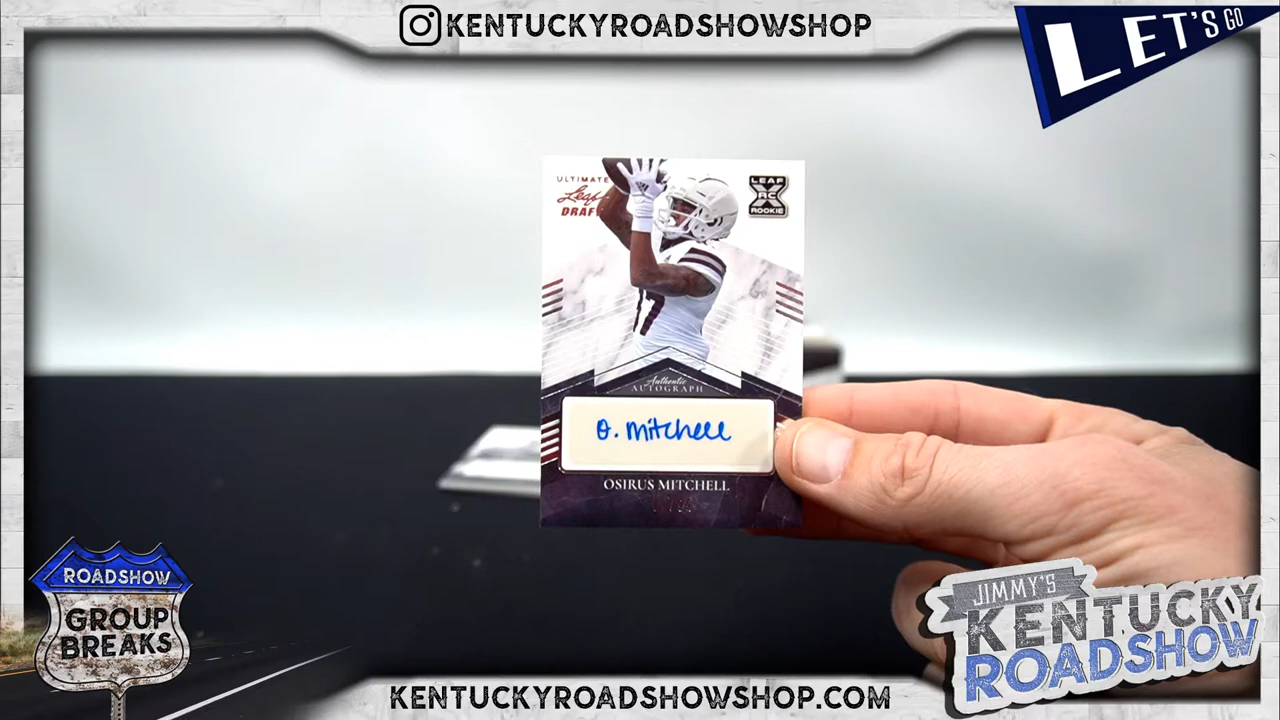 KENTUCKYROADSHOWSHOP
LET'S GO
ULTIMATE
Leaf
DRAFT
LEAF
RC
ROOKIE
17
Authentic
AUTOGRAPH
O. Mitchell
OSIRUS MITCHELL
ROADSHOW
GROUP
BREAKS
JIMMY'S
KENTUCKY
ROADSHOW
KENTUCKYROADSHOWSHOP.COM